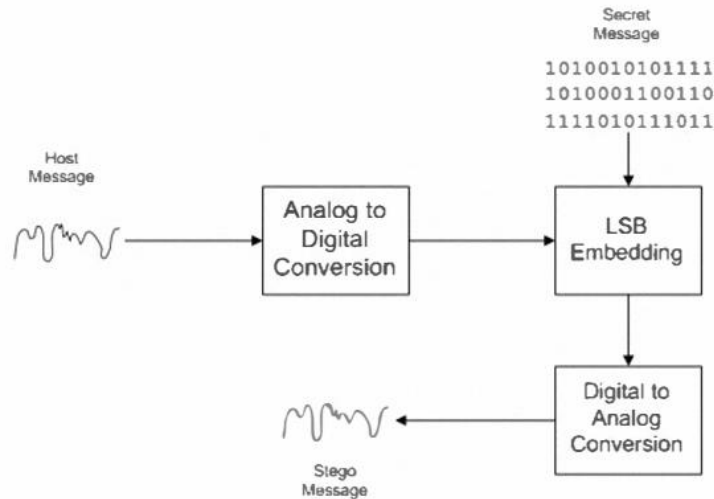 Secret
Message
1010010101111
1010001100110
1111010111011
Host
Message
Analog to
Digital
Conversion
LSB
Embedding
Digital to
Analog
Conversion
Stego
Message